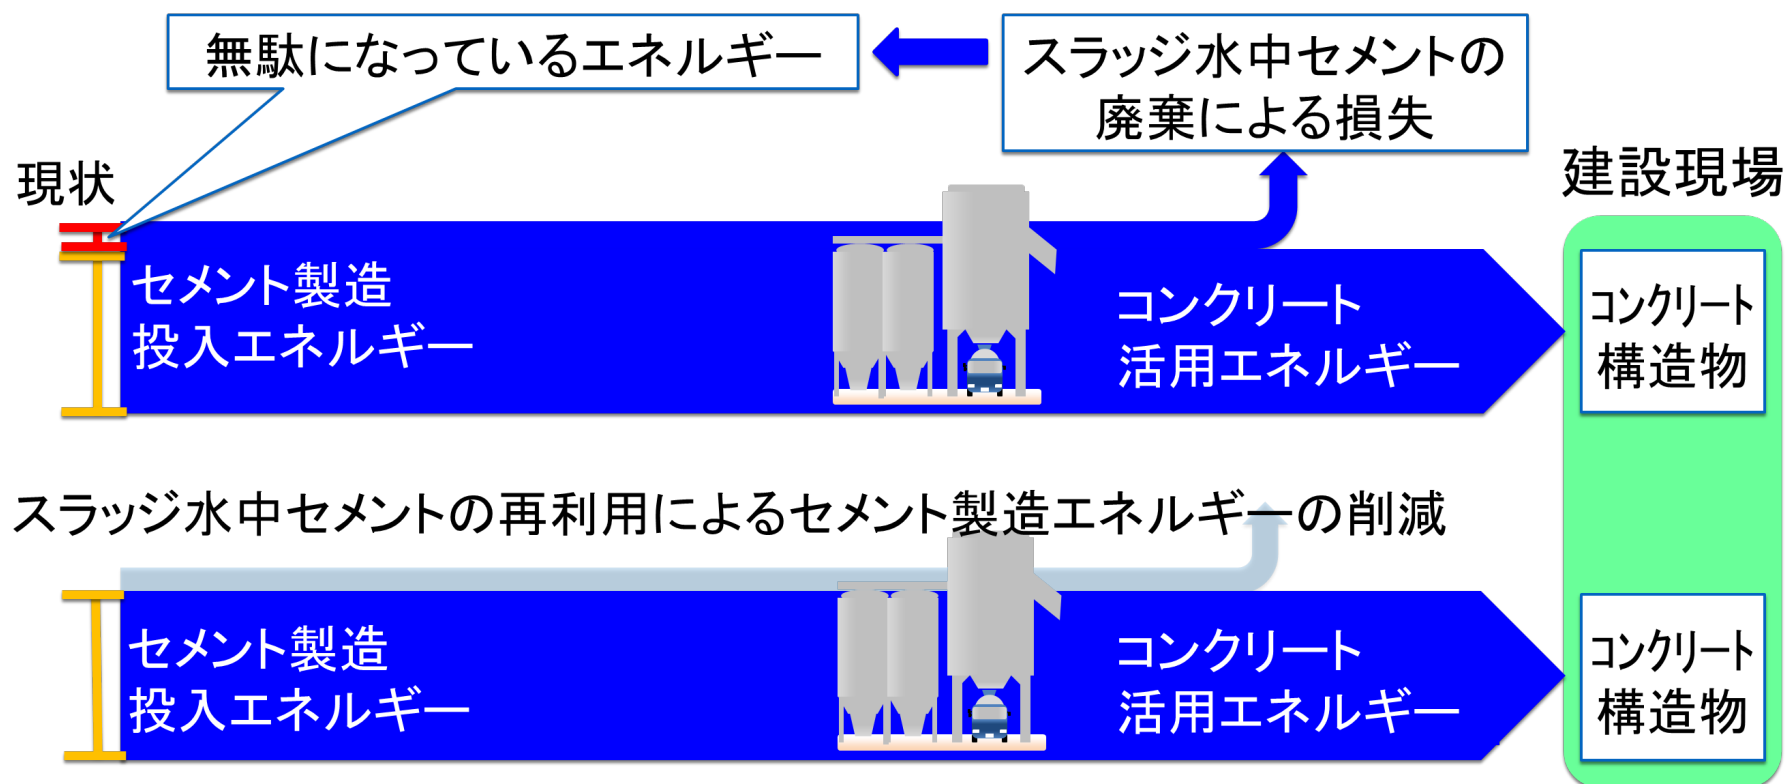 無駄になっているエネルギー
スラッジ水中セメントの
廃棄による損失
現状
建設現場
セメント製造
投入エネルギー
コンクリート
活用エネルギー
コンクリート
構造物
スラッジ水中セメントの再利用によるセメント製造エネルギーの削減
セメント製造
投入エネルギー
コンクリート
活用エネルギー
コンクリート
構造物